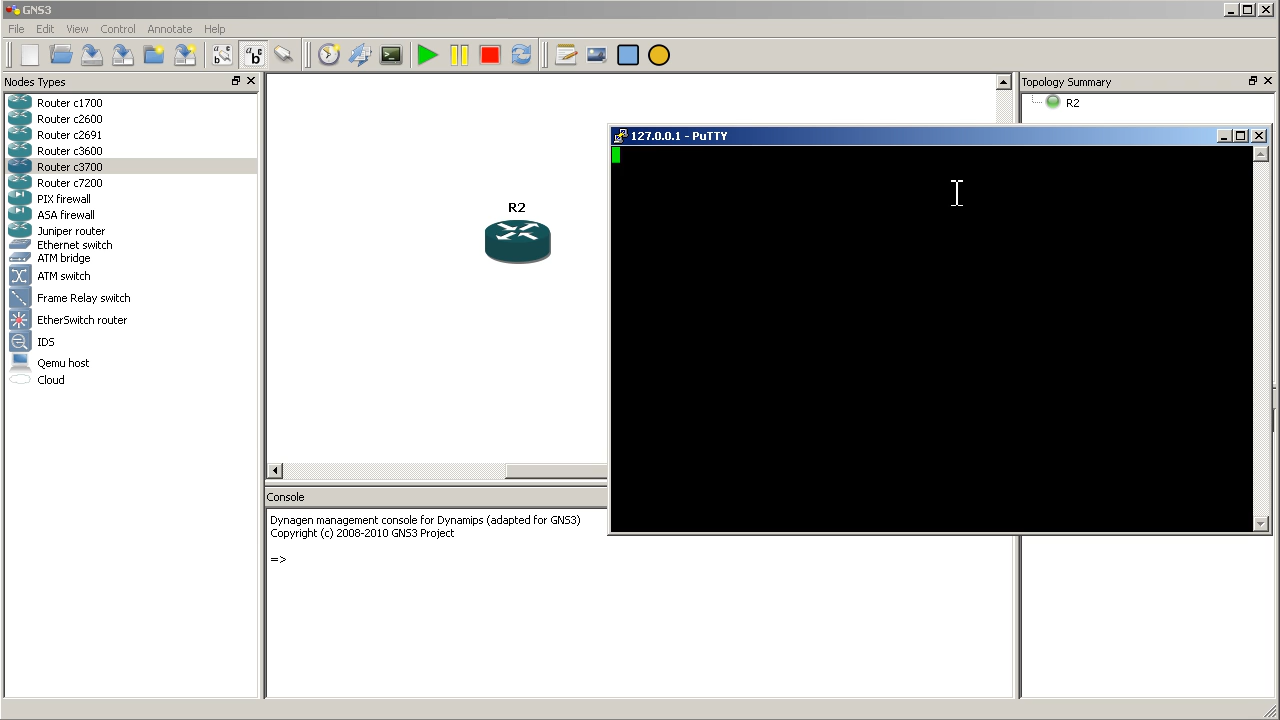 GNS3
File Edit View Control Annotate Help
Nodes Types
Router c1700
Router c2600
Router c2691
Router c3600
Router c3700
Router c7200
PIX firewall
ASA firewall
Juniper router
Ethernet switch
ATM bridge
ATM switch
Frame Relay switch
EtherSwitch router
IDS
Qemu host
Cloud
R2
Topology Summary
R2
127.0.0.1 - PuTTY
Console
Dynagen management console for Dynamips (adapted for GNS3)
Copyright (c) 2008-2010 GNS3 Project
=>